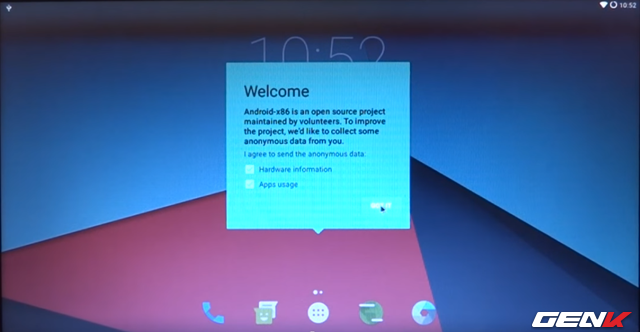 10:52
10:52
Welcome
Android-x86 is an open source project
maintained by volunteers. To improve
the project, we'd like to collect some
anonymous data from you.
I agree to send the anonymous data:
Hardware information
Apps usage
GENK